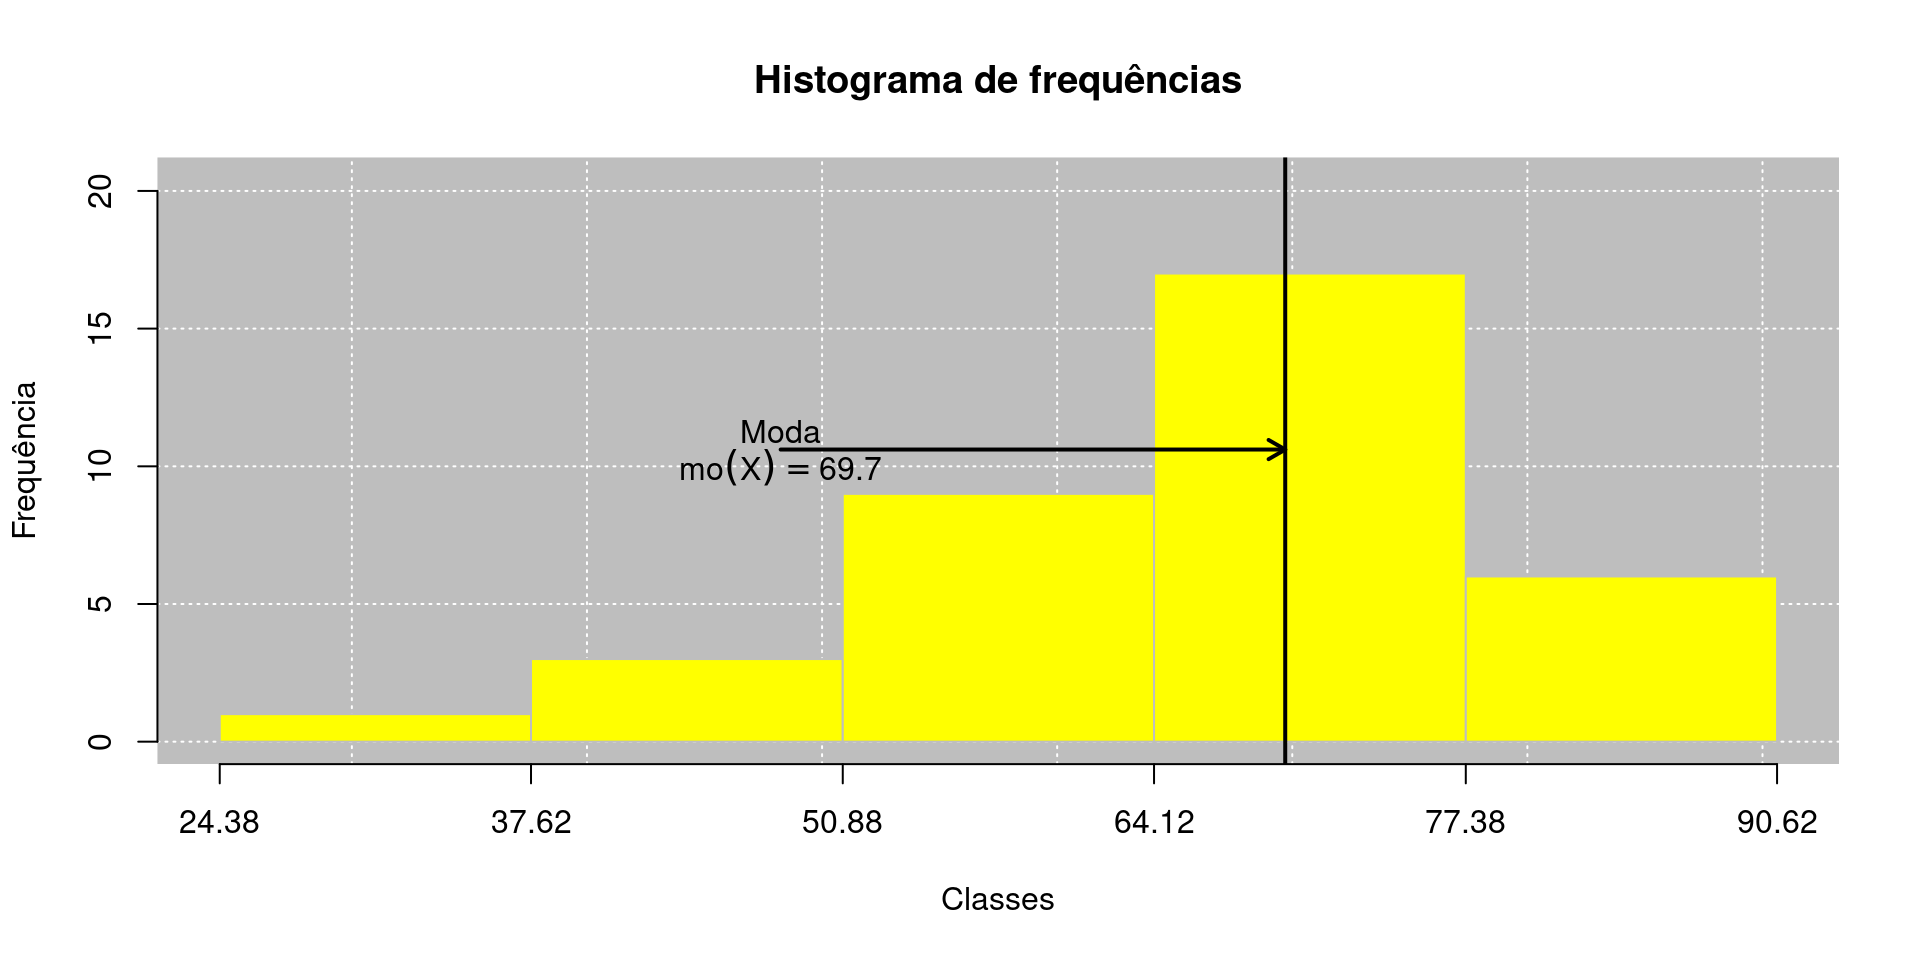 Histograma de frequências
Frequência
20
15
10
5
0
Moda
mo(X) = 69.7
24.38 37.62 50.88 64.12 77.38 90.62
Classes